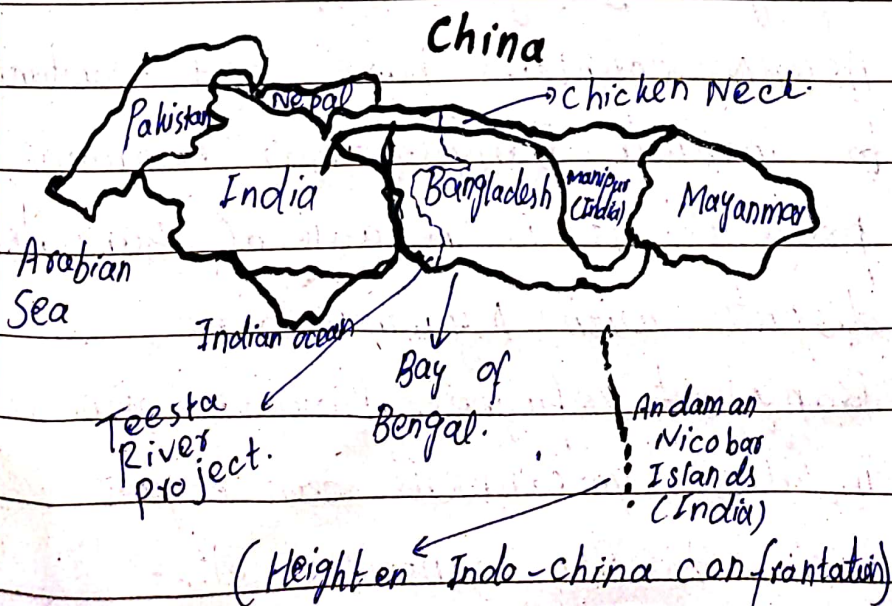 China
Chicken Neck.
Nepal
Pakistan
India
Bangladesh
Manipur
(India)
Mayanmar
Arabian
Sea
Indian ocean
Bay of
Bengal.
Teesta
River
Project.
Andaman
Nicobar
Islands
(India)
(Heighten Indo-China confrontation)